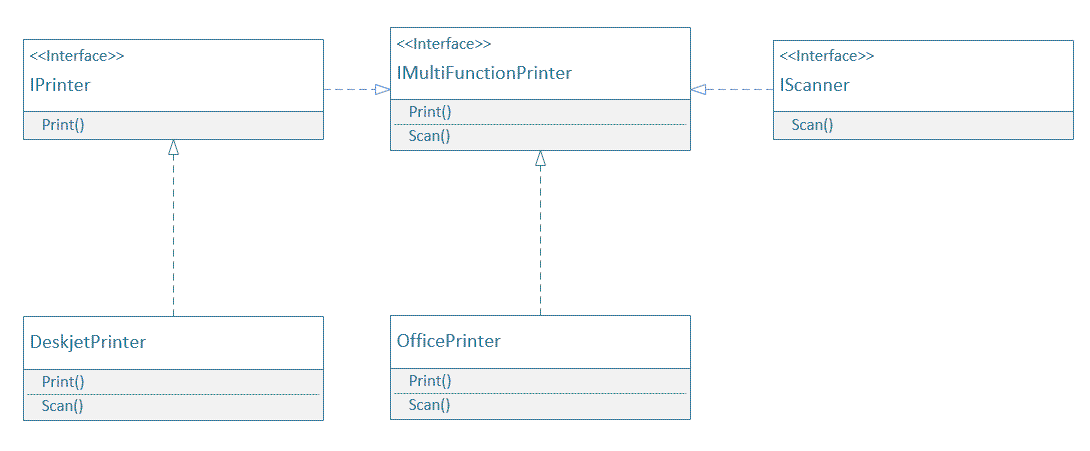 <<Interface>>
IPrinter
Print()
<<Interface>>
IMultiFunctionPrinter
Print()
Scan()
<<Interface>>
IScanner
Scan()
DeskjetPrinter
Print()
Scan()
OfficePrinter
Print()
Scan()